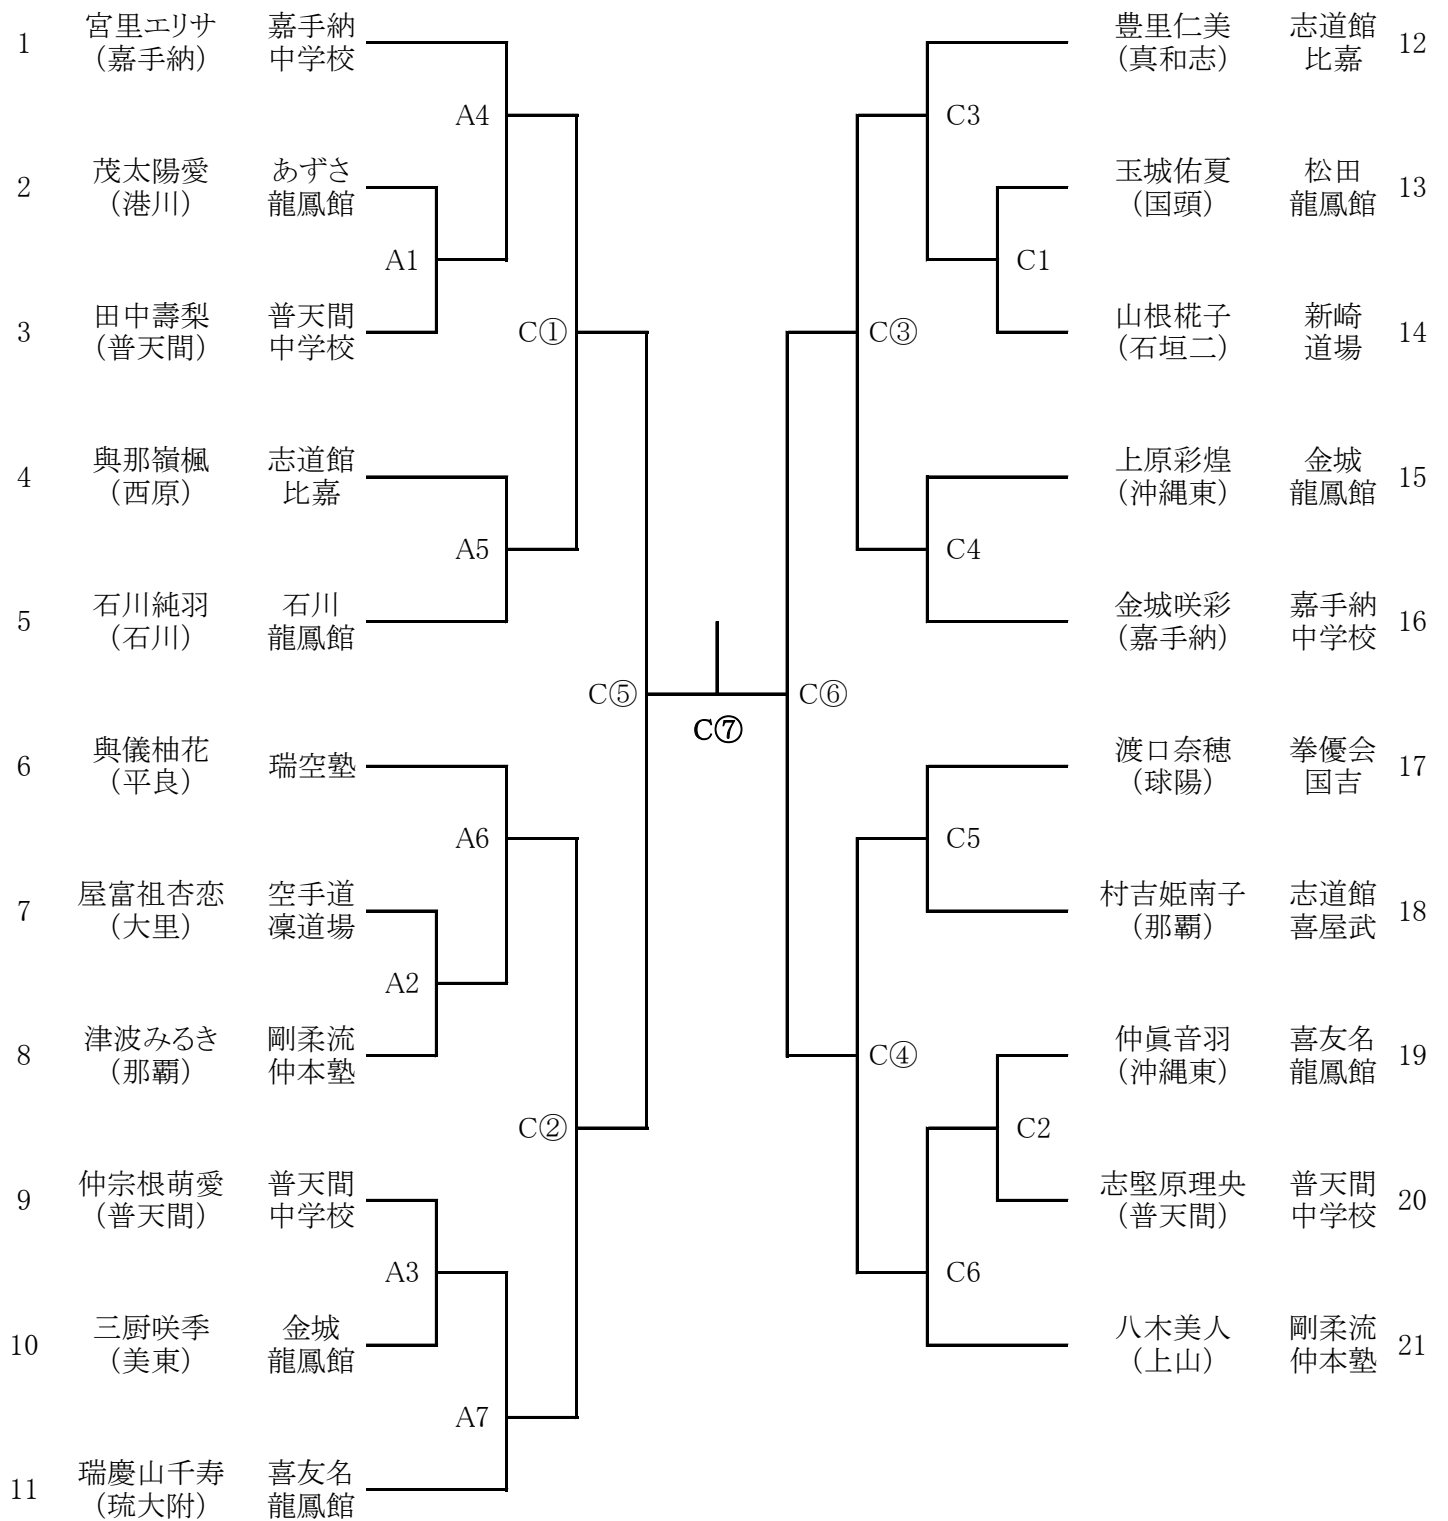 1 宮里エリサ 嘉手納
(嘉手納) 中学校
A4
2 茂太陽愛 あずさ
(港川) 龍鳳館
A1
3 田中壽梨 普天間
(普天間) 中学校
C①
4 與那嶺楓 志道館
(西原) 比嘉
A5
5 石川純羽 石川
(石川) 龍鳳館
C⑤
6 與儀柚花 瑞空塾
(平良)
A6
7 屋富祖杏恋 空手道
(大里) 凜道場
A2
8 津波みるき 剛柔流
(那覇) 仲本塾
C②
9 仲宗根萌愛 普天間
(普天間) 中学校
A3
10 三厨咲季 金城
(美東) 龍鳳館
A7
11 瑞慶山千寿 喜友名
(琉大附) 龍鳳館
C⑦
豊里仁美 志道館 12
(真和志) 比嘉
C3
玉城佑夏 松田 13
(国頭) 龍鳳館
C1
山根椛子 新崎 14
(石垣二) 道場
C③
上原彩煌 金城 15
(沖縄東) 龍鳳館
C4
金城咲彩 嘉手納 16
(嘉手納) 中学校
C⑥
渡口奈穂 拳優会 17
(球陽) 国吉
C5
村吉姫南子 志道館 18
(那覇) 喜屋武
C④
仲眞音羽 喜友名 19
(沖縄東) 龍鳳館
C2
志堅原理央 普天間 20
(普天間) 中学校
C6
八木美人 剛柔流 21
(上山) 仲本塾